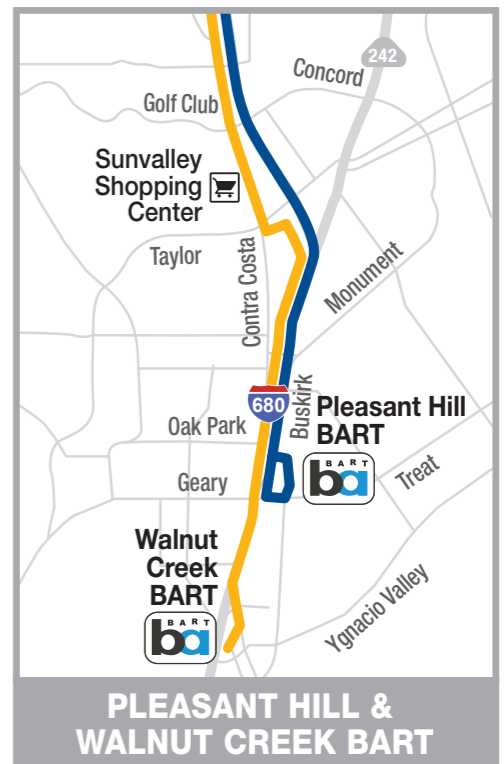 242
Concord
Golf Club
Sunvalley
Shopping
Center
Taylor
Contra Costa
Monument
680
Buskirk
Pleasant Hill
BART
Oak Park
BART
ba
Treat
Geary
Walnut
Creek
BART
BART
ba
Ygnacio Valley
PLEASANT HILL &
WALNUT CREEK BART